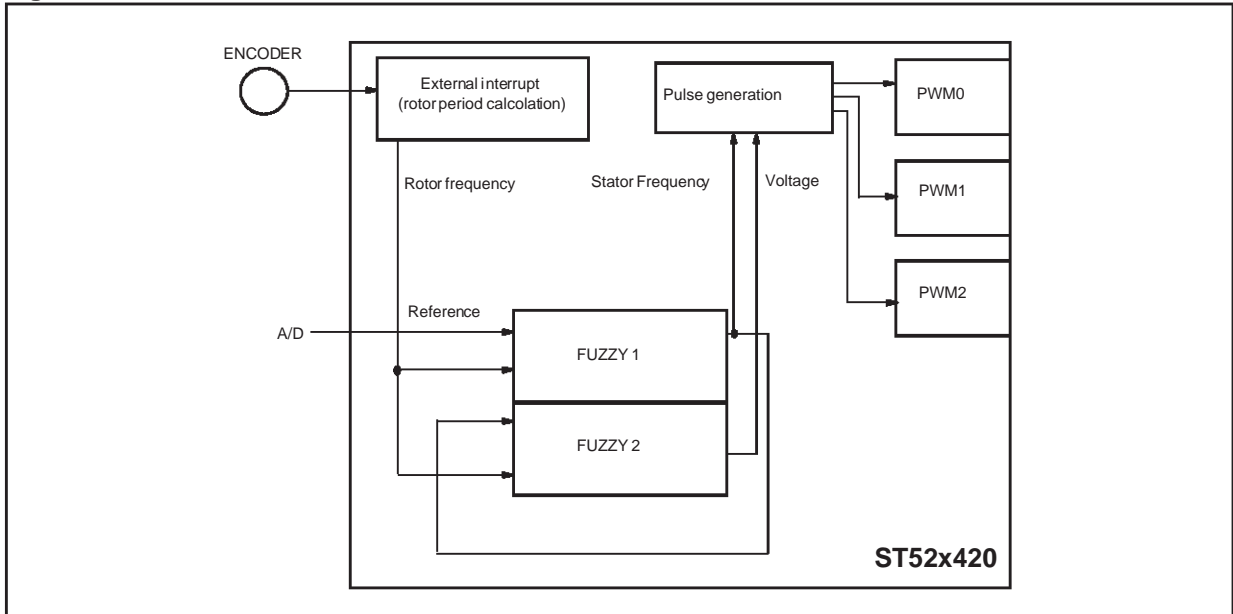 ENCODER
External interrupt
(rotor period calcolation)
Pulse generation
PWM0
Rotor frequency
Stator Frequency
Voltage
PWM1
PWM2
Reference
A/D
FUZZY 1
FUZZY 2
ST52x420